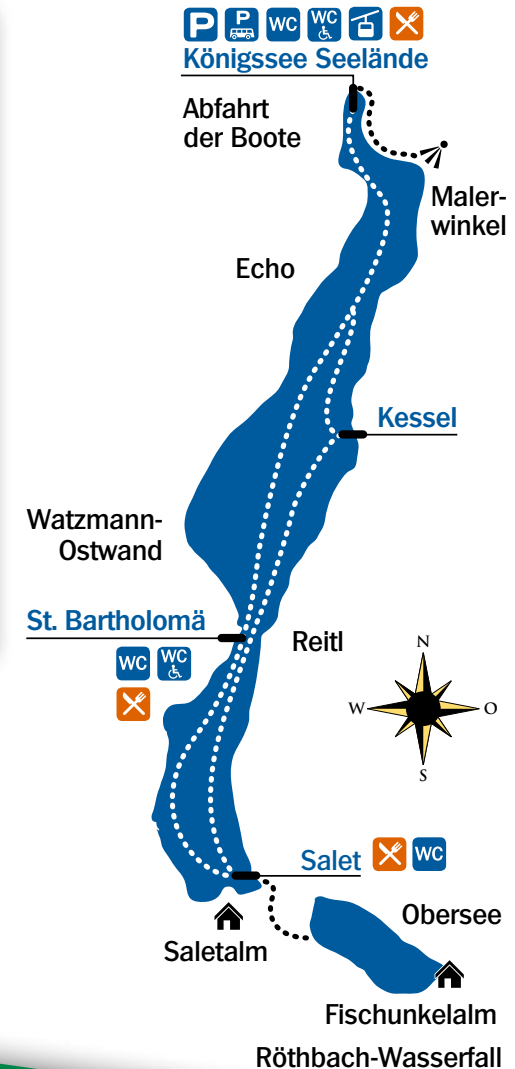 P P WC WC
Königssee Seelände
Abfahrt
der Boote
Maler-
winkel
Echo
Kessel
Watzmann-
Ostwand
St. Bartholomä
WC WC
Reitl
N
W O
S
Salet WC
Obersee
Saletalm
Fischunkelalm
Röthbach-Wasserfall